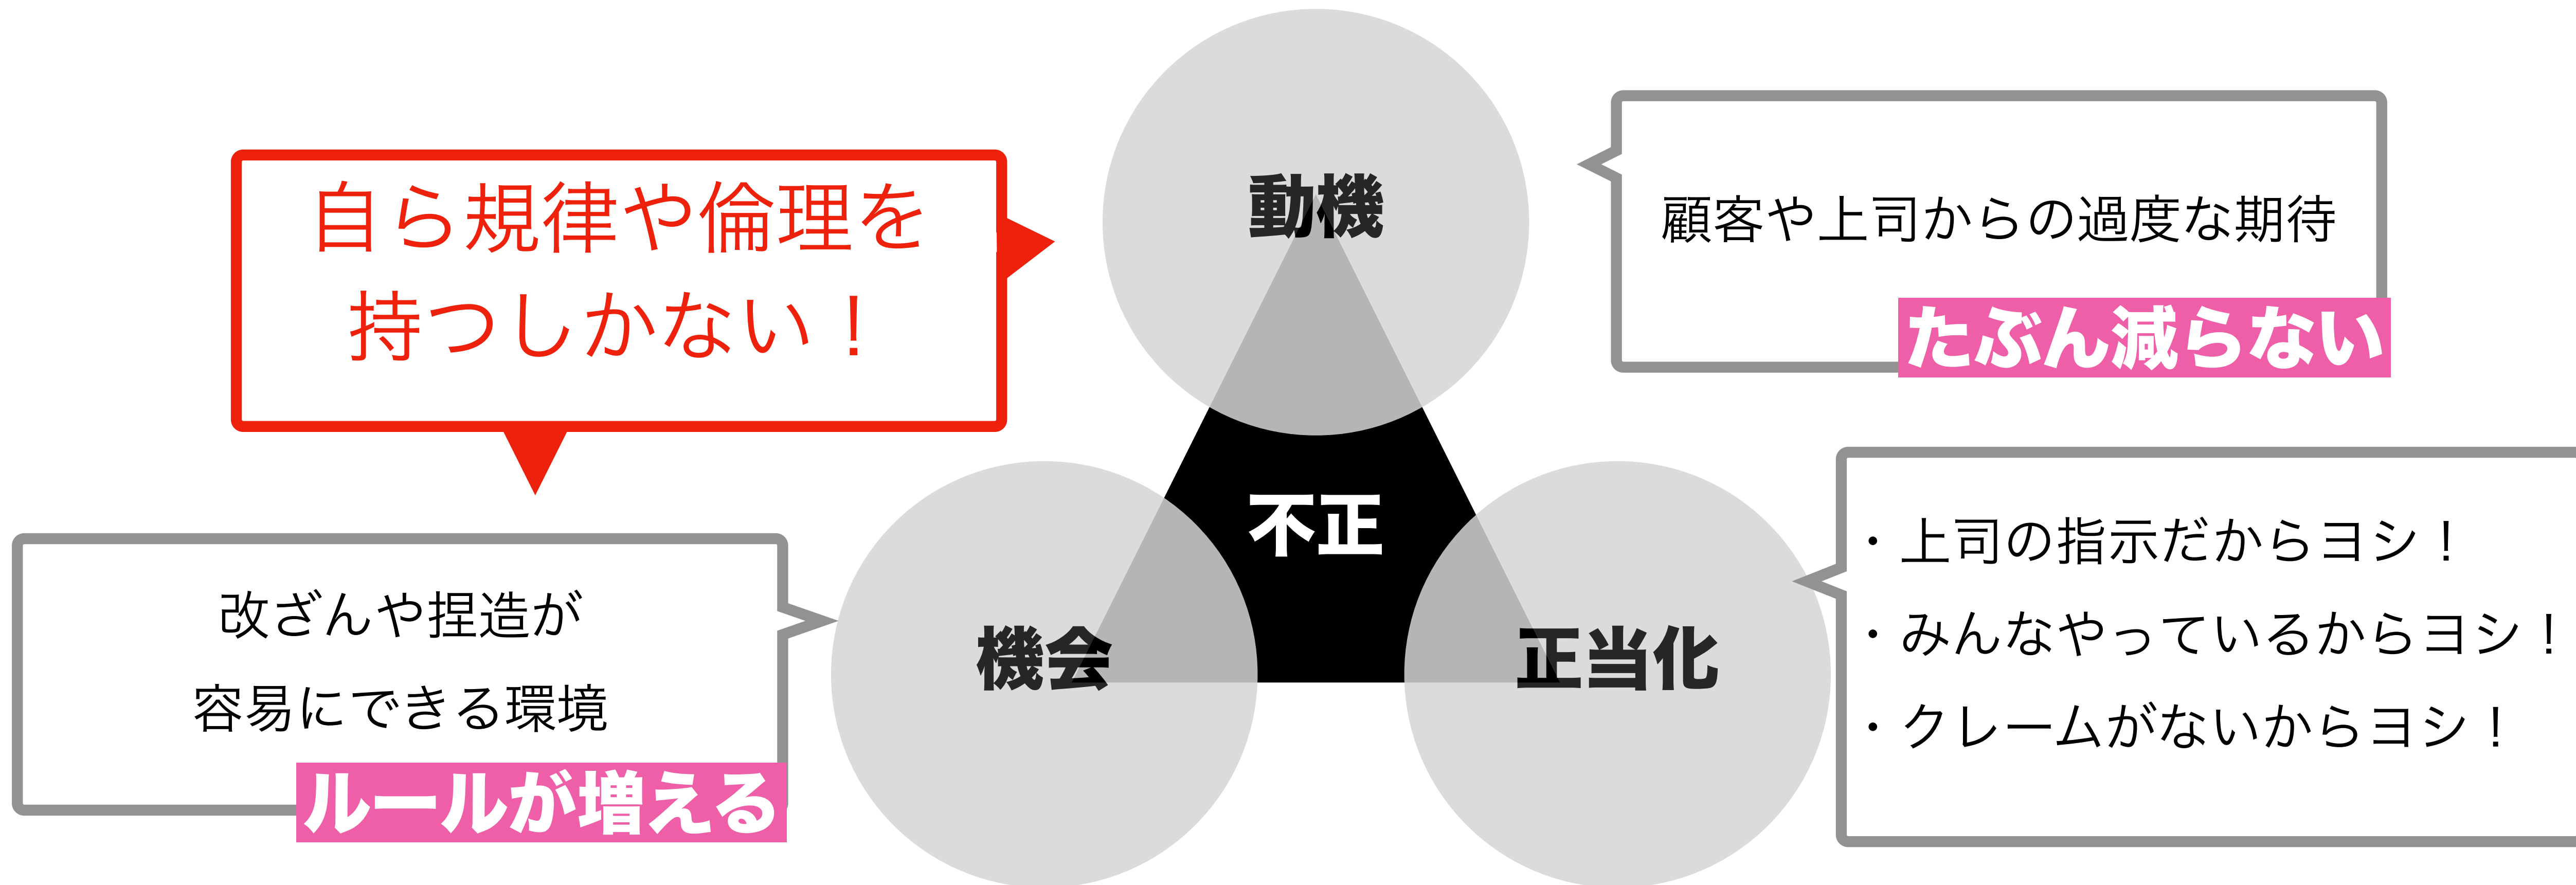 動機
自ら規律や倫理を
持つしかない！
顧客や上司からの過度な期待
たぶん減らない
不正
機会
正当化
改ざんや捏造が
容易にできる環境
ルールが増える
・上司の指示だからヨシ！
・みんなやっているからヨシ！
・クレームがないからヨシ！